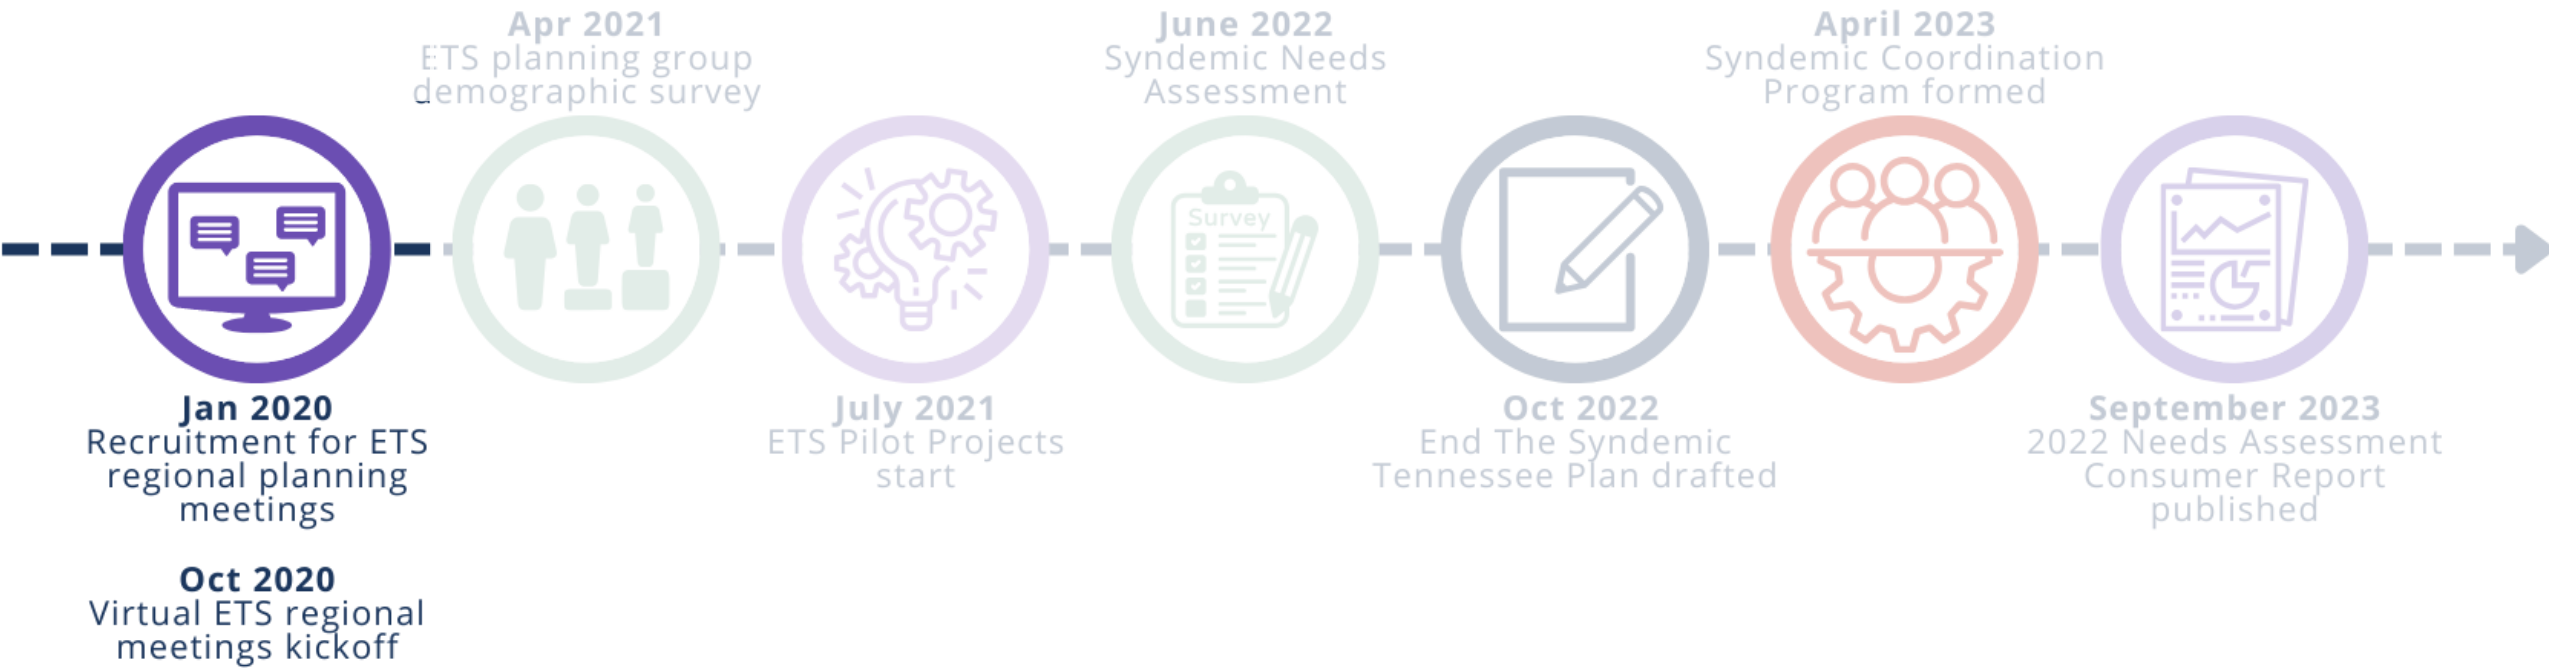 Jan 2020
Recruitment for ETS
regional planning
meetings
Oct 2020
Virtual ETS regional
meetings kickoff
Apr 2021
ETS planning group
demographic survey
July 2021
ETS Pilot Projects
start
June 2022
Syndemic Needs
Assessment
Survey
Oct 2022
End The Syndemic
Tennessee Plan drafted
April 2023
Syndemic Coordination
Program formed
September 2023
2022 Needs Assessment
Consumer Report
published